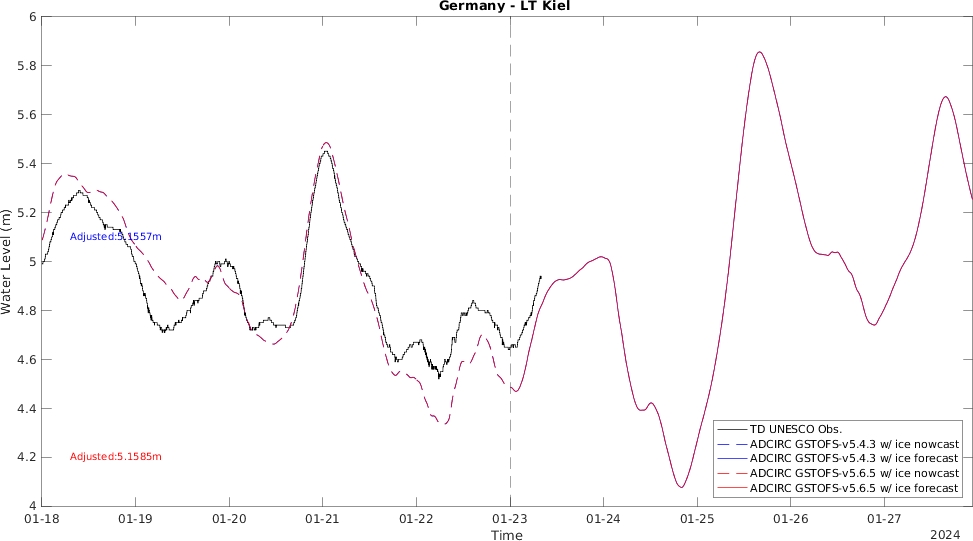 Germany - LT Kiel
Water Level (m)
6
5.8
5.6
5.4
5.2
5
4.8
4.6
4.4
4.2
4
Adjusted:5.1557m
Adjusted:5.1585m
TD UNESCO Obs.
ADCIRC GSTOFS-v5.4.3 w/ ice nowcast
ADCIRC GSTOFS-v5.4.3 w/ ice forecast
ADCIRC GSTOFS-v5.6.5 w/ ice nowcast
ADCIRC GSTOFS-v5.6.5 w/ ice forecast
01-18 01-19 01-20 01-21 01-22 01-23 01-24 01-25 01-26 01-27
Time
2024